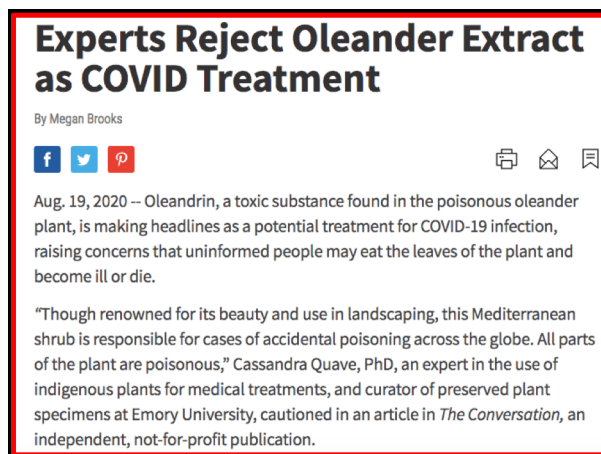 Experts Reject Oleander Extract
as COVID Treatment
By Megan Brooks
Aug. 19, 2020 -- Oleandrin, a toxic substance found in the poisonous oleander
plant, is making headlines as a potential treatment for COVID-19 infection,
raising concerns that uninformed people may eat the leaves of the plant and
become ill or die.
“Though renowned for its beauty and use in landscaping, this Mediterranean
shrub is responsible for cases of accidental poisoning across the globe. All parts
of the plant are poisonous,” Cassandra Quave, PhD, an expert in the use of
indigenous plants for medical treatments, and curator of preserved plant
specimens at Emory University, cautioned in an article in The Conversation, an
independent, not-for-profit publication.